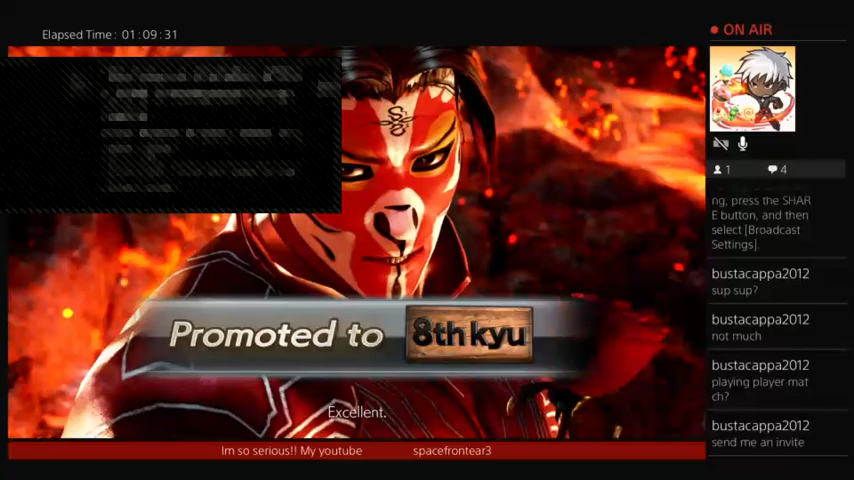 Elapsed Time : 01:09:31
ON AIR
1
4
ng, press the SHAR
E button, and then
select [Broadcast
Settings].
bustacappa2012
sup sup?
bustacappa2012
not much
bustacappa2012
playing player mat
ch?
bustacappa2012
send me an invite
Promoted to 8th kyu
Excellent.
Im so serious!! My youtube spacefrontear3